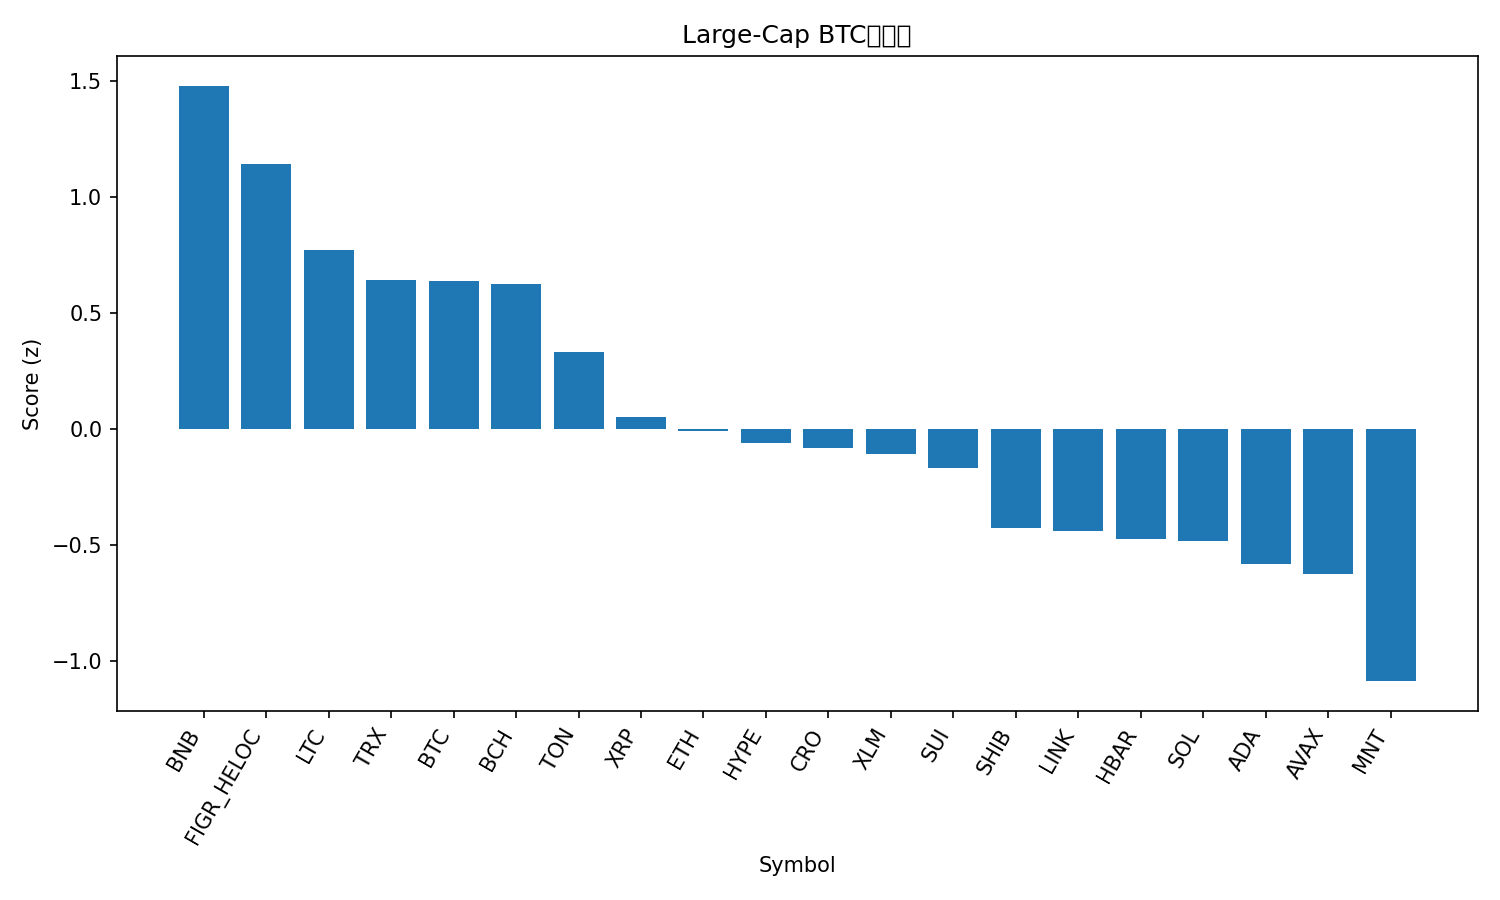 Large-Cap BTC
Score (z)
1.5
1.0
0.5
0.0
−0.5
−1.0
BNB
FIGR_HELOC
LTC
TRX
BTC
BCH
TON
XRP
ETH
HYPE
CRO
XLM
SUI
SHIB
LINK
HBAR
SOL
ADA
AVAX
MNT
Symbol